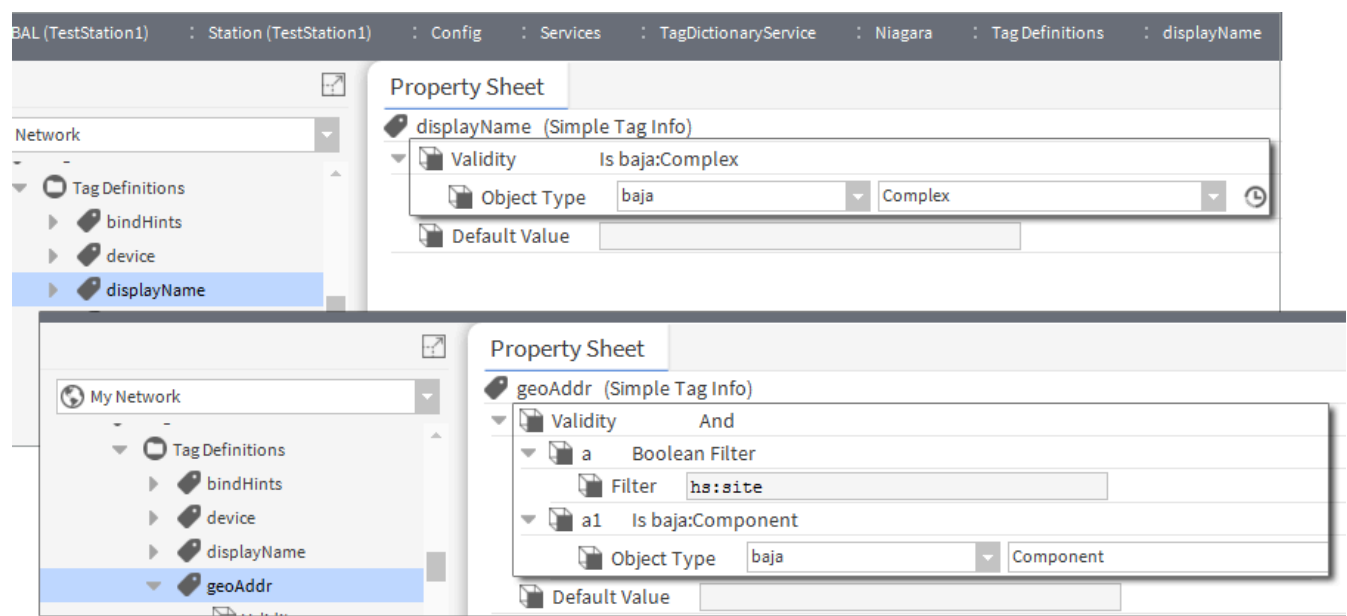 BAL (TestStation1) : Station (TestStation1) : Config : Services : TagDictionaryService : Niagara : Tag Definitions : displayName
Property Sheet
Network
displayName (Simple Tag Info)
Validity Is baja:Complex
Tag Definitions
Object Type baja Complex
bindHints
Default Value
device
displayName
Property Sheet
My Network
geoAddr (Simple Tag Info)
Validity And
Tag Definitions
a Boolean Filter
bindHints
Filter hs:site
device
a1 Is baja:Component
displayName
Object Type baja Component
geoAddr
Default Value